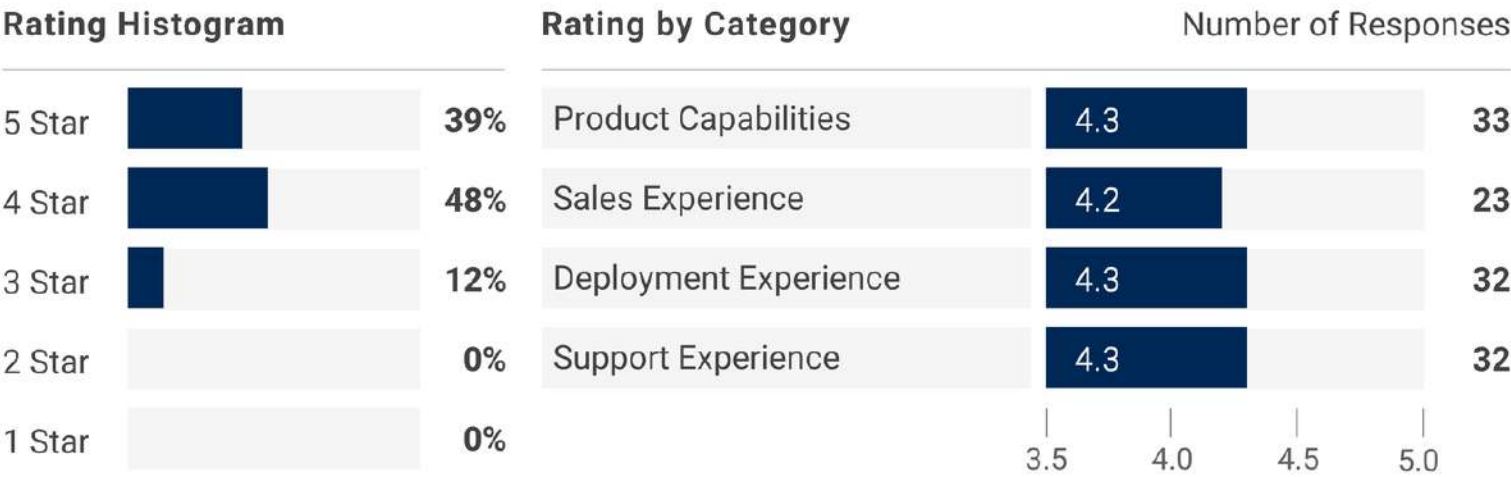 Rating Histogram
5 Star 39%
4 Star 48%
3 Star 12%
2 Star 0%
1 Star 0%
Rating by Category Number of Responses
Product Capabilities 4.3 33
Sales Experience 4.2 23
Deployment Experience 4.3 32
Support Experience 4.3 32
3.5 4.0 4.5 5.0